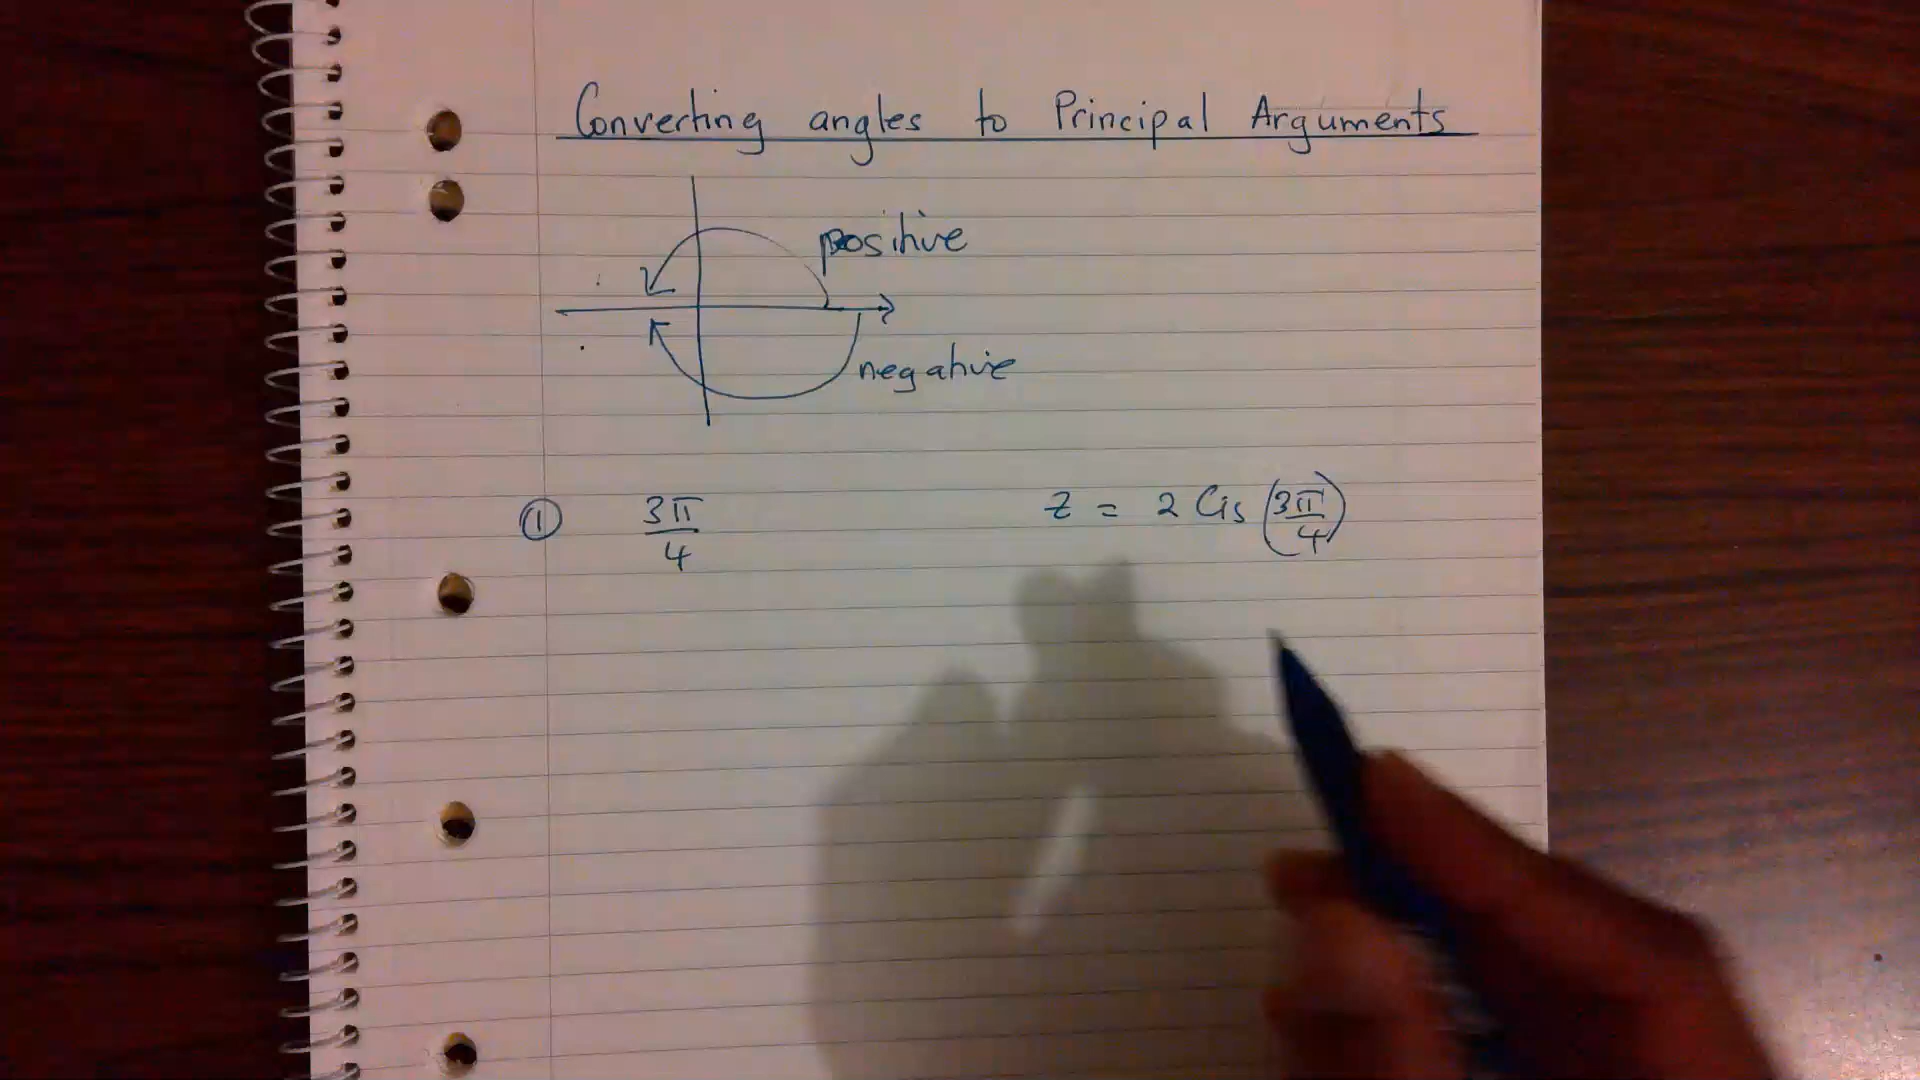 Converting angles to Principal Arguments
positive
negative
① 3π/4 z = 2 Cis (3π/4)